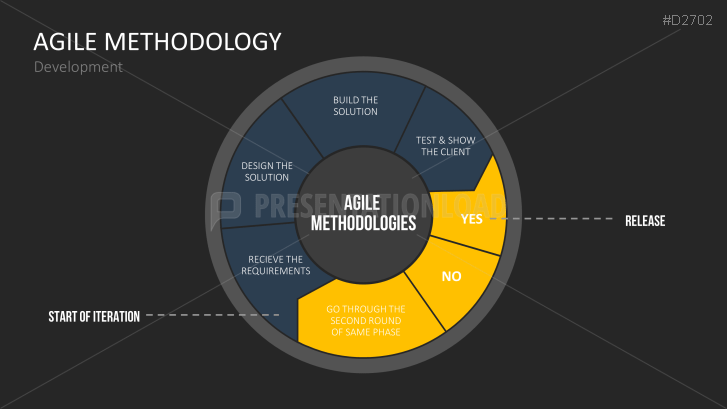 #D2702
AGILE METHODOLOGY
Development
BUILD THE
SOLUTION
TEST & SHOW
THE CLIENT
DESIGN THE
SOLUTION
PRESENTATIONLOAD
AGILE
METHODOLOGIES
YES
RELEASE
RECIEVE THE
REQUIREMENTS
NO
START OF ITERATION
GO THROUGH THE
SECOND ROUND
OF SAME PHASE